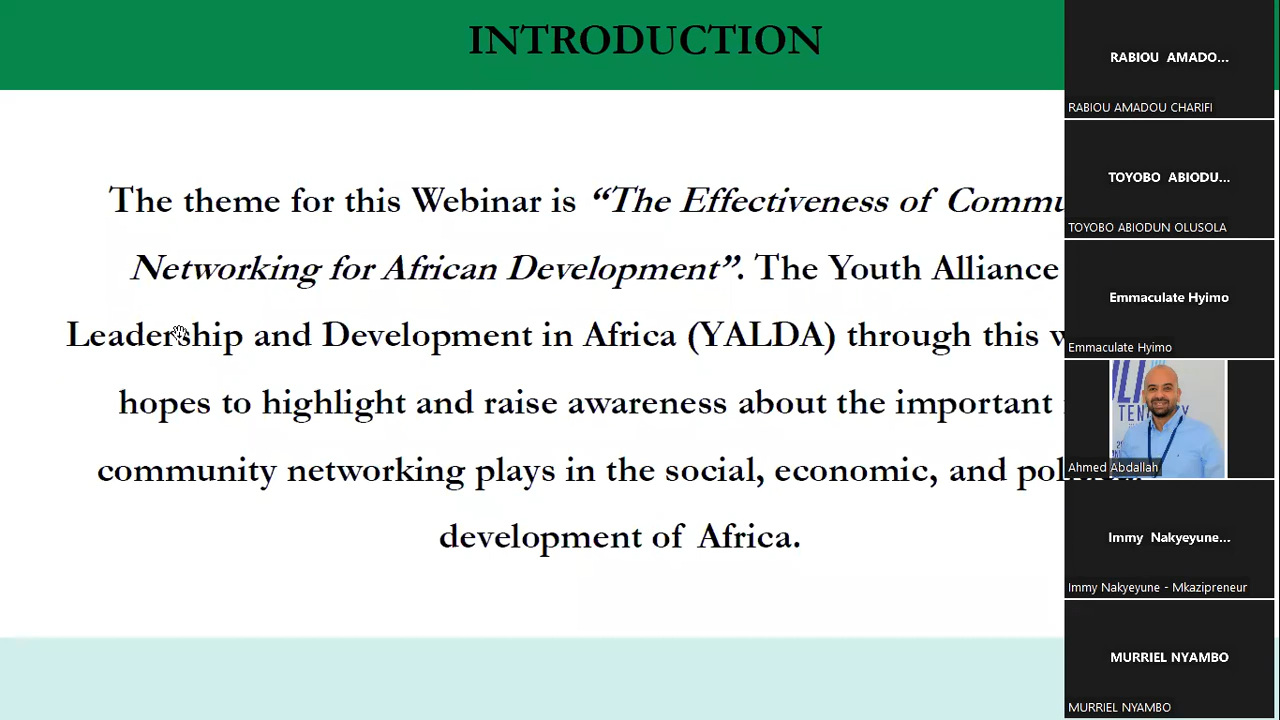 INTRODUCTION
The theme for this Webinar is “The Effectiveness of Commu
Networking for African Development”. The Youth Alliance
Leadership and Development in Africa (YALDA) through this w
hopes to highlight and raise awareness about the important
community networking plays in the social, economic, and pol
development of Africa.
RABIOU AMADO...
RABIOU AMADOU CHARIFI
TOYOBO ABIODU...
TOYOBO ABIODUN OLUSOLA
Emmaculate Hyimo
Emmaculate Hyimo
Ahmed Abdallah
Immy Nakyeyune...
Immy Nakyeyune - Mkazipreneur
MURRIEL NYAMBO
MURRIEL NYAMBO